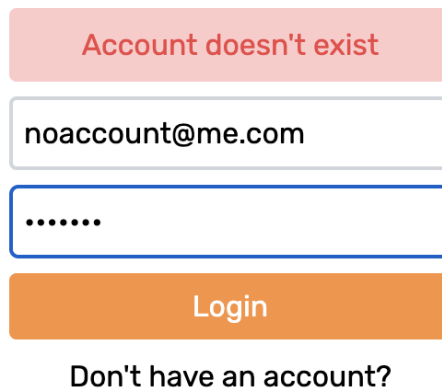 Account doesn't exist
noaccount@me.com
•••••••
Login
Don't have an account?